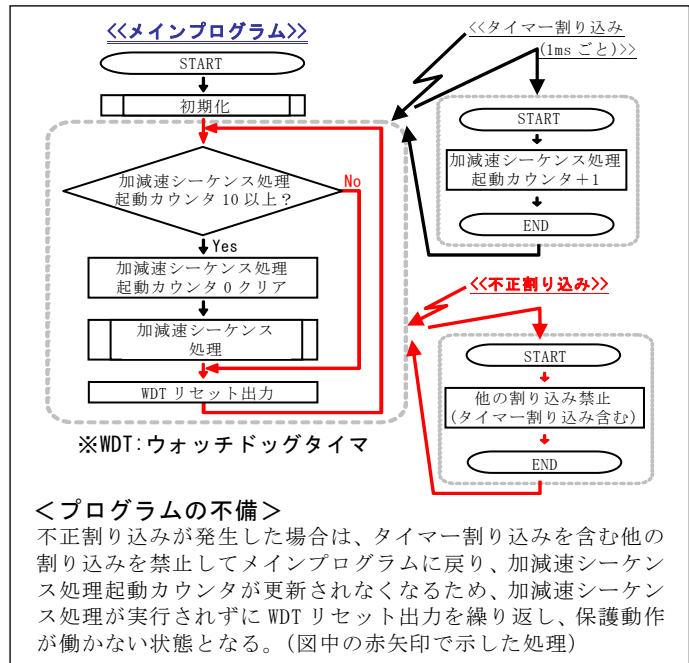 <<メインプログラム>>
START
初期化
加減速シーケンス処理
起動カウンタ 10 以上？
No
Yes
加減速シーケンス処理
起動カウンタ 0 クリア
加減速シーケンス
処理
WDT リセット出力
※WDT：ウォッチドッグタイマ
<<タイマー割り込み
(1ms ごと)>>
START
加減速シーケンス処理
起動カウンタ＋1
END
<<不正割り込み>>
START
他の割り込み禁止
(タイマー割り込み含む)
END
＜プログラムの不備＞
不正割り込みが発生した場合は、タイマー割り込みを含む他の
割り込みを禁止してメインプログラムに戻り、加減速シーケン
ス処理起動カウンタが更新されなくなるため、加減速シーケン
ス処理が実行されずに WDT リセット出力を繰り返し、保護動作
が働かない状態となる。（図中の赤矢印で示した処理）